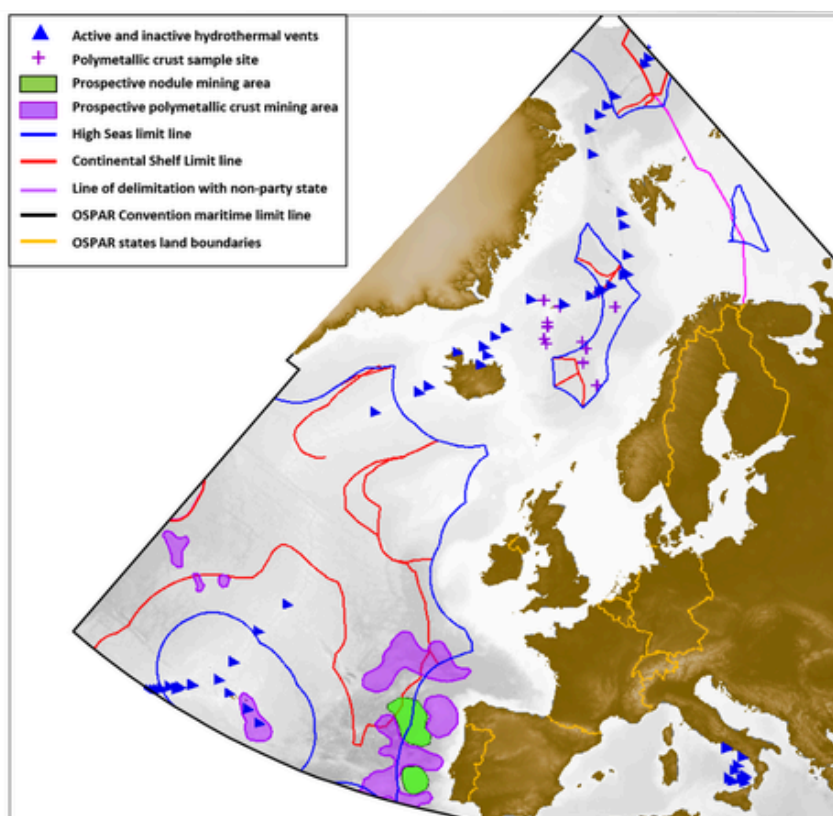 Active and inactive hydrothermal vents
Polymetallic crust sample site
Prospective nodule mining area
Prospective polymetallic crust mining area
High Seas limit line
Continental Shelf Limit line
Line of delimitation with non-party state
OSPAR Convention maritime limit line
OSPAR states land boundaries